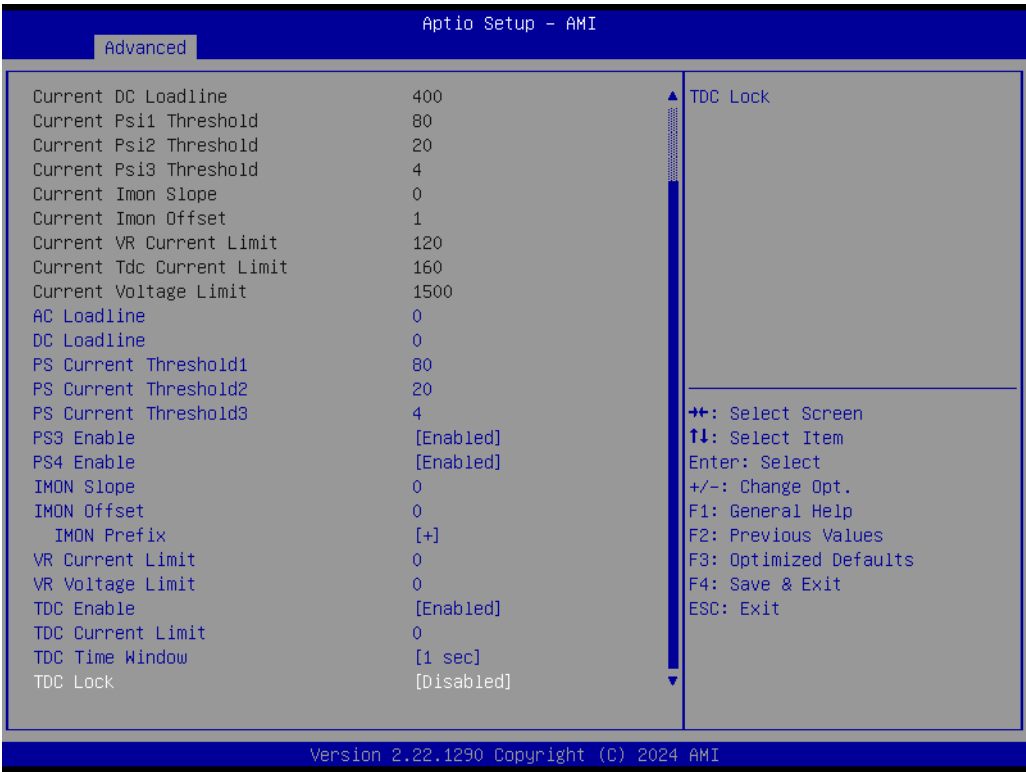 Aptio Setup – AMI
Advanced
Current DC Loadline 400
Current Psi1 Threshold 80
Current Psi2 Threshold 20
Current Psi3 Threshold 4
Current Imon Slope 0
Current Imon Offset 1
Current VR Current Limit 120
Current Tdc Current Limit 160
Current Voltage Limit 1500
AC Loadline 0
DC Loadline 0
PS Current Threshold1 80
PS Current Threshold2 20
PS Current Threshold3 4
PS3 Enable [Enabled]
PS4 Enable [Enabled]
IMON Slope 0
IMON Offset 0
IMON Prefix [+]
VR Current Limit 0
VR Voltage Limit 0
TDC Enable [Enabled]
TDC Current Limit 0
TDC Time Window [1 sec]
TDC Lock [Disabled]
TDC Lock
→←: Select Screen
↑↓: Select Item
Enter: Select
+/-: Change Opt.
F1: General Help
F2: Previous Values
F3: Optimized Defaults
F4: Save & Exit
ESC: Exit
Version 2.22.1290 Copyright (C) 2024 AMI